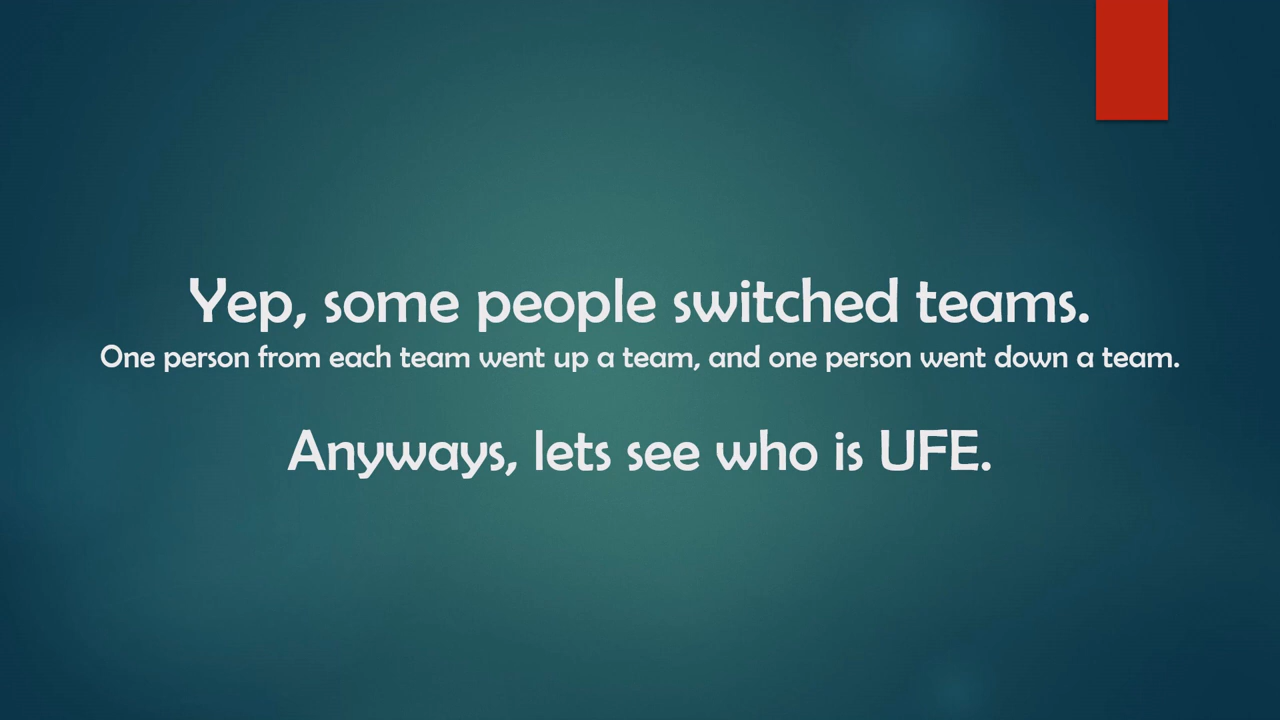 Yep, some people switched teams.
One person from each team went up a team, and one person went down a team.
Anyways, lets see who is UFE.